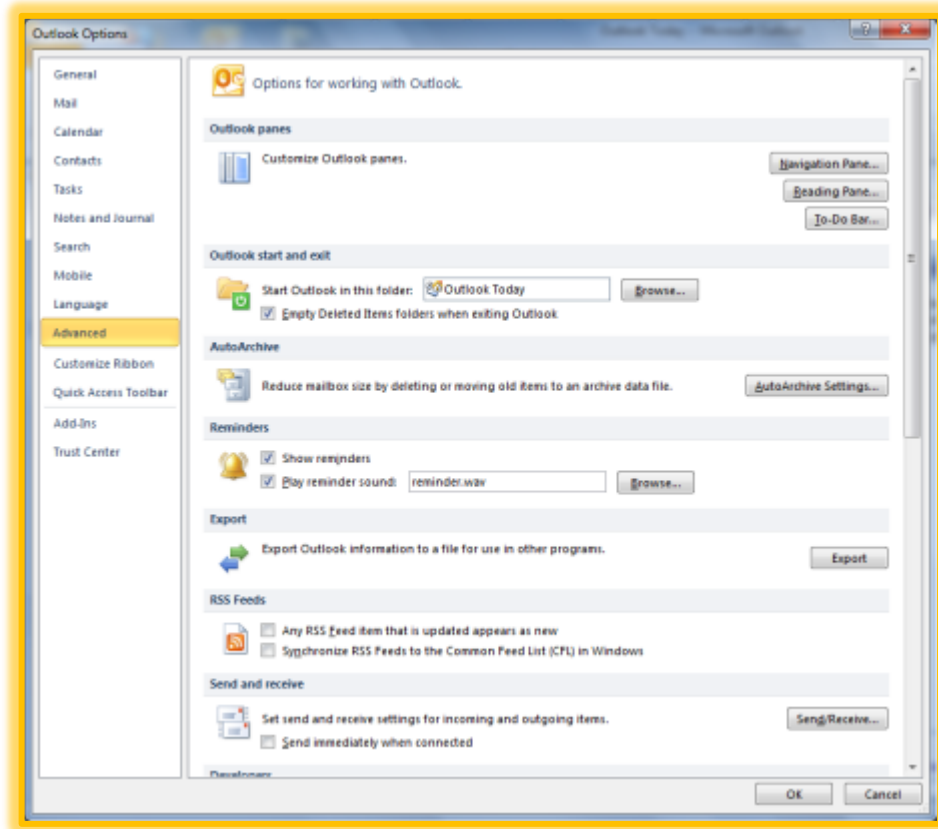 Outlook Options
Outlook Today - Microsoft Outlook
General
Mail
Calendar
Contacts
Tasks
Notes and Journal
Search
Mobile
Language
Advanced
Customize Ribbon
Quick Access Toolbar
Add-Ins
Trust Center
Options for working with Outlook.
Outlook panes
Customize Outlook panes.
Navigation Pane...
Reading Pane...
To-Do Bar...
Outlook start and exit
Start Outlook in this folder: Outlook Today Browse...
Empty Deleted Items folders when exiting Outlook
AutoArchive
Reduce mailbox size by deleting or moving old items to an archive data file. AutoArchive Settings...
Reminders
Show reminders
Play reminder sound: reminder.wav Browse...
Export
Export Outlook information to a file for use in other programs. Export
RSS Feeds
Any RSS Feed item that is updated appears as new
Synchronize RSS Feeds to the Common Feed List (CFL) in Windows
Send and receive
Set send and receive settings for incoming and outgoing items. Send/Receive...
Send immediately when connected
Developers
OK Cancel